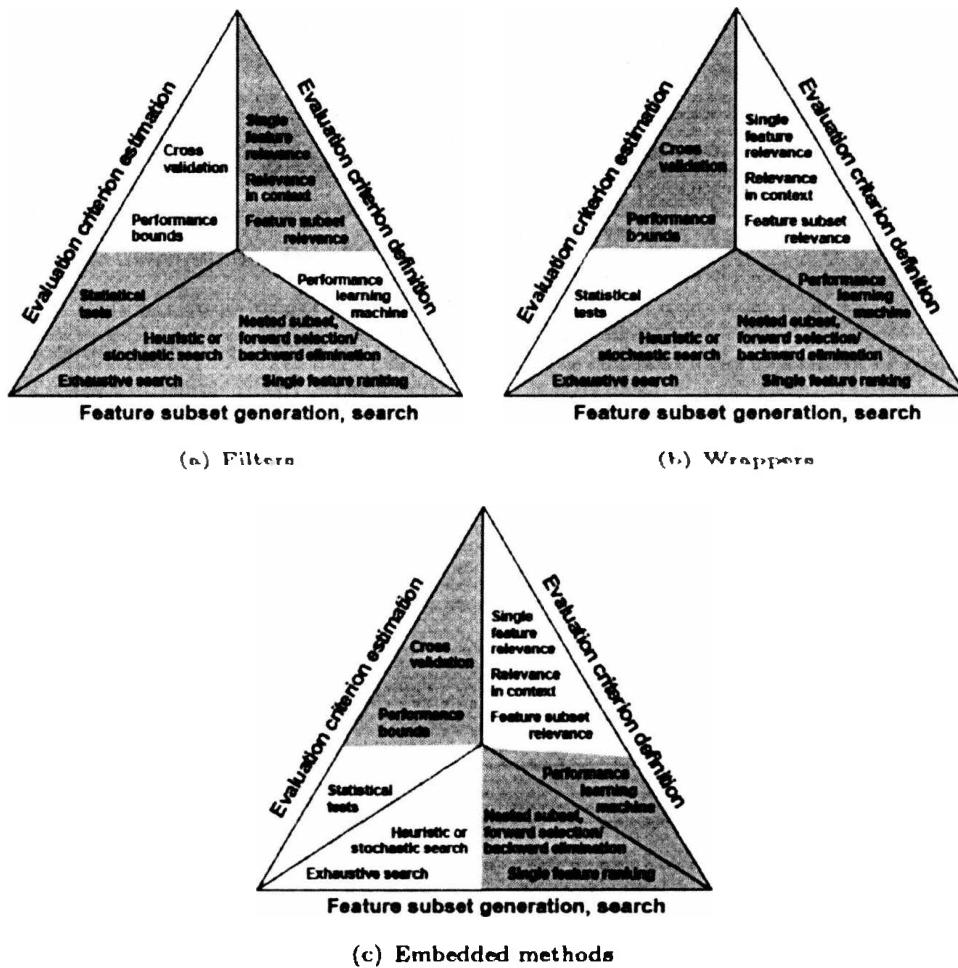 Evaluation criterion estimation
Evaluation criterion definition
Cross
validation
Performance
bounds
Statistical
tests
Single
feature
relevance
Relevance
in context
Feature subset
relevance
Performance
learning
machine
Heuristic or
stochastic search
Exhaustive search
Nested subset,
forward selection/
backward elimination
Single feature ranking
Feature subset generation, search
(a) Filters
Evaluation criterion estimation
Evaluation criterion definition
Cross
validation
Performance
bounds
Statistical
tests
Single
feature
relevance
Relevance
in context
Feature subset
relevance
Performance
learning
machine
Heuristic or
stochastic search
Exhaustive search
Nested subset,
forward selection/
backward elimination
Single feature ranking
Feature subset generation, search
(b) Wrappers
Evaluation criterion estimation
Evaluation criterion definition
Cross
validation
Performance
bounds
Statistical
tests
Single
feature
relevance
Relevance
in context
Feature subset
relevance
Performance
learning
machine
Heuristic or
stochastic search
Exhaustive search
Nested subset,
forward selection/
backward elimination
Single feature ranking
Feature subset generation, search
(c) Embedded methods